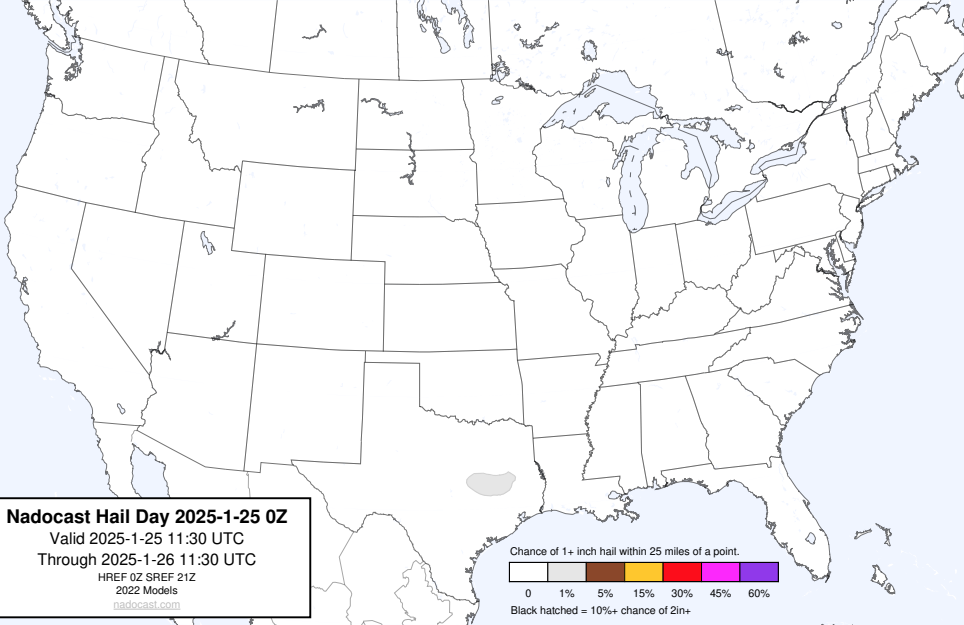 Nadocast Hail Day 2025-1-25 0Z
Valid 2025-1-25 11:30 UTC
Through 2025-1-26 11:30 UTC
HREF 0Z SREF 21Z
2022 Models
nadocast.com
Chance of 1+ inch hail within 25 miles of a point.
0 1% 5% 15% 30% 45% 60%
Black hatched = 10%+ chance of 2in+